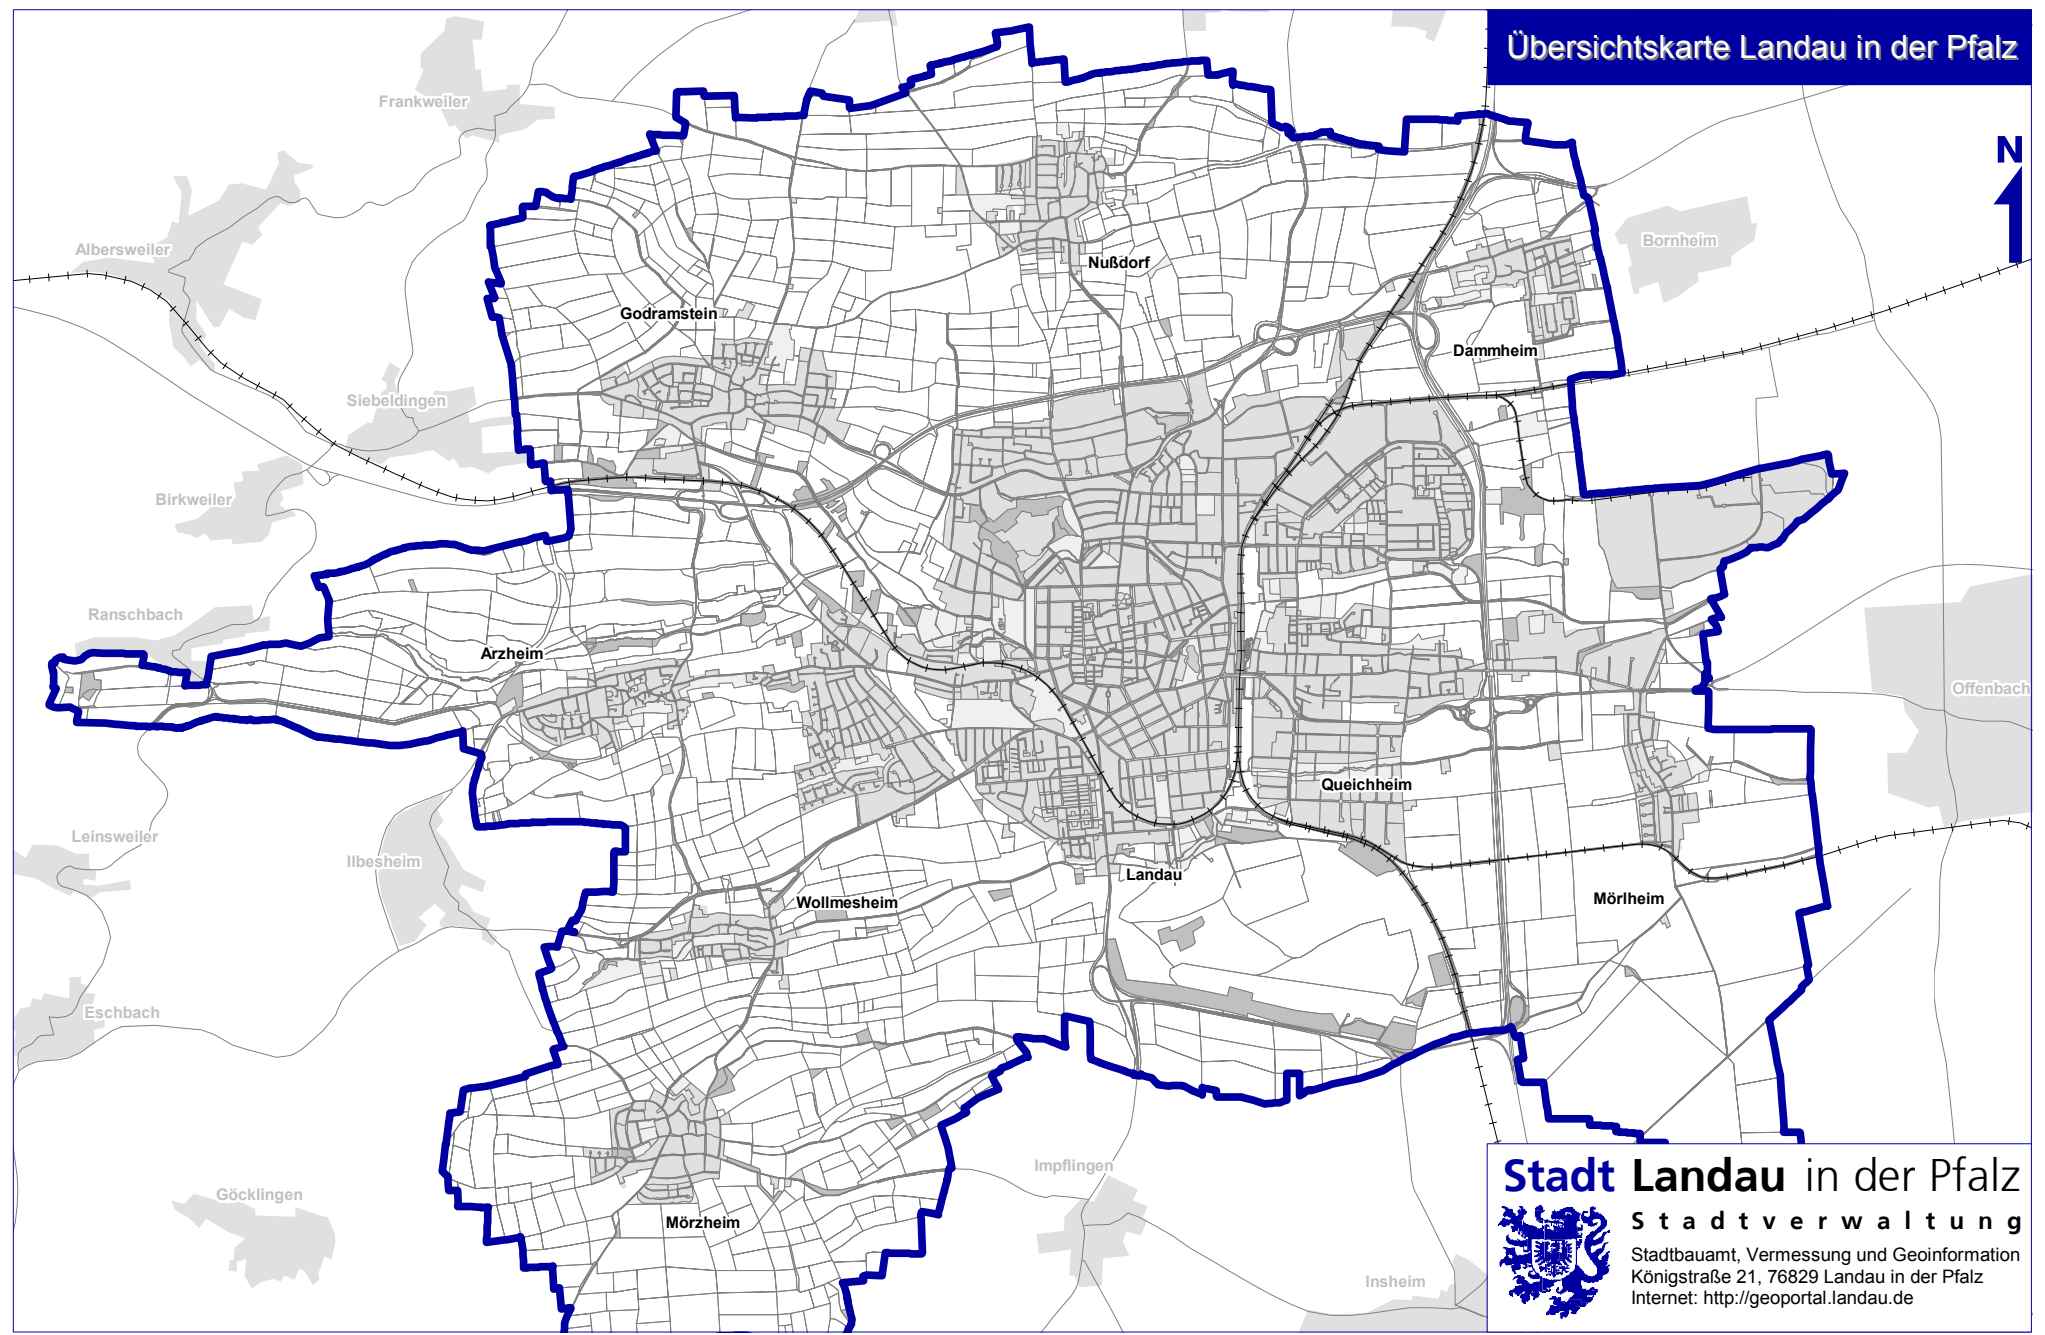 Übersichtskarte Landau in der Pfalz
Frankweiler
N
Albersweiler
Bornheim
Nußdorf
Godramstein
Dammheim
Siebeldingen
Birkweiler
Ranschbach
Arzheim
Offenbach
Queichheim
Leinsweiler
Ilbesheim
Landau
Wollmesheim
Mörlheim
Eschbach
Impflingen
Göcklingen
Mörzheim
Insheim
Stadt Landau in der Pfalz
Stadtverwaltung
Stadtbauamt, Vermessung und Geoinformation
Königstraße 21, 76829 Landau in der Pfalz
Internet: http://geoportal.landau.de